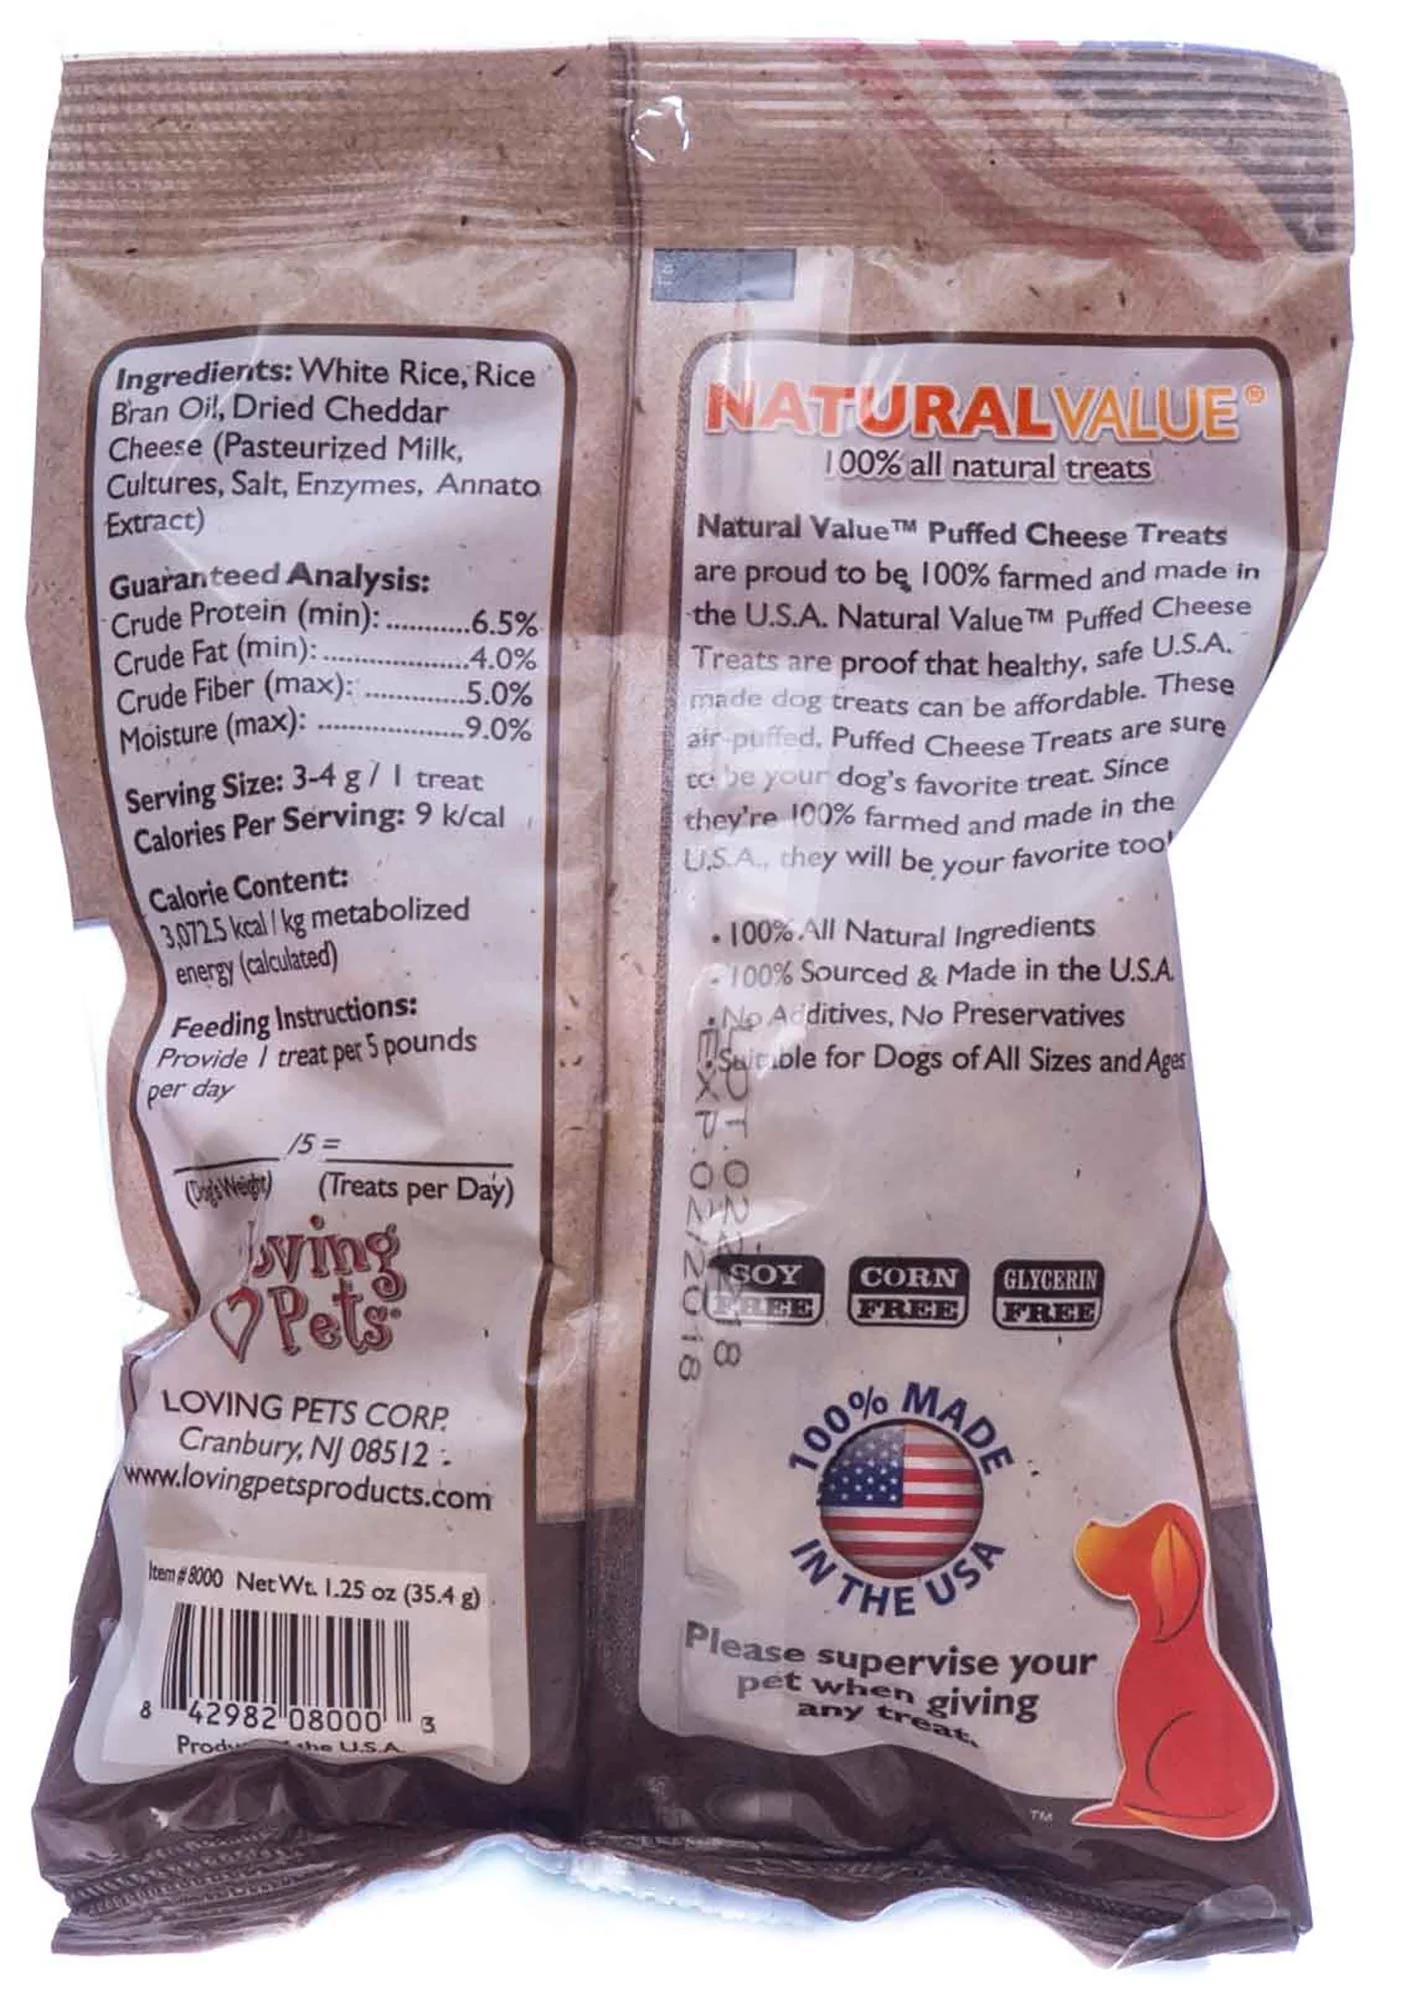 Ingredients: White Rice, Rice
Bran Oil, Dried Cheddar
Cheese (Pasteurized Milk,
Cultures, Salt, Enzymes, Annato
Extract)
Guaranteed Analysis:
Crude Protein (min): ............6.5%
Crude Fat (min): ....................4.0%
Crude Fiber (max): ..............5.0%
Moisture (max): ....................9.0%
Serving Size: 3-4 g / 1 treat
Calories Per Serving: 9 k/cal
Calorie Content:
3,072.5 kcal / kg metabolized
energy (calculated)
Feeding Instructions:
Provide 1 treat per 5 pounds
per day
/5 =
(Dog's Weight) (Treats per Day)
Loving
Pets®
LOVING PETS CORP.
Cranbury, NJ 08512
www.lovingpetsproducts.com
Item # 8000 Net Wt. 1.25 oz (35.4 g)
8 42982 08000 3
the U.S.A.
NATURALVALUE®
100% all natural treats
Natural Value™ Puffed Cheese Treats
are proud to be 100% farmed and made in
the U.S.A. Natural Value™ Puffed Cheese
Treats are proof that healthy, safe U.S.A.
made dog treats can be affordable. These
air-puffed, Puffed Cheese Treats are sure
to be your dog's favorite treat. Since
they're 100% farmed and made in the
U.S.A., they will be your favorite too!
• 100% All Natural Ingredients
• 100% Sourced & Made in the U.S.A.
• No Additives, No Preservatives
• Suitable for Dogs of All Sizes and Ages
EXP.02/2018
SOY
FREE
CORN
FREE
GLYCERIN
FREE
100% MADE
IN THE USA
Please supervise your
pet when giving
any treat.
TM